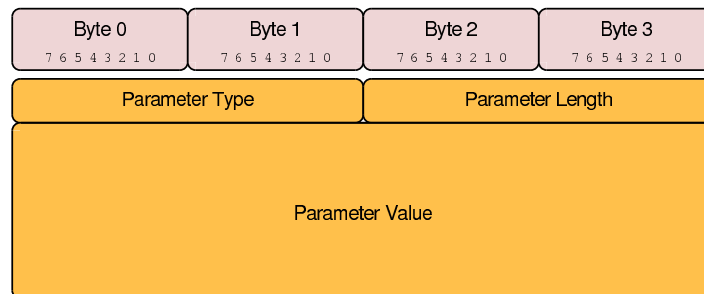 Byte 0 Byte 1 Byte 2 Byte 3
7 6 5 4 3 2 1 0 7 6 5 4 3 2 1 0 7 6 5 4 3 2 1 0 7 6 5 4 3 2 1 0
Parameter Type Parameter Length
Parameter Value